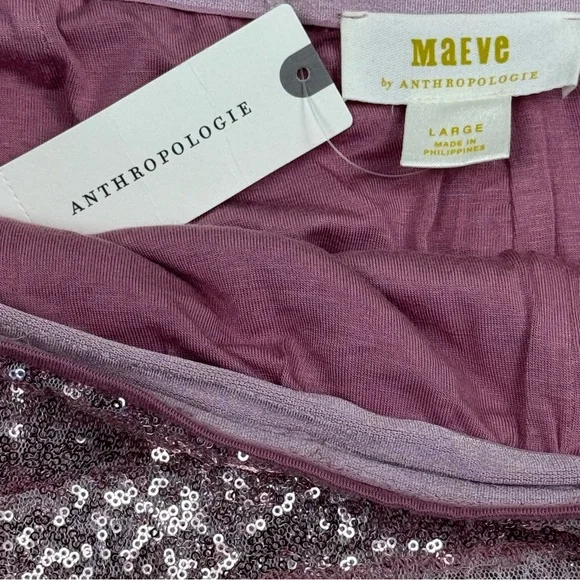 ANTHROPOLOGIE
MAEVE
by ANTHROPOLOGIE
LARGE
MADE IN
PHILIPPINES